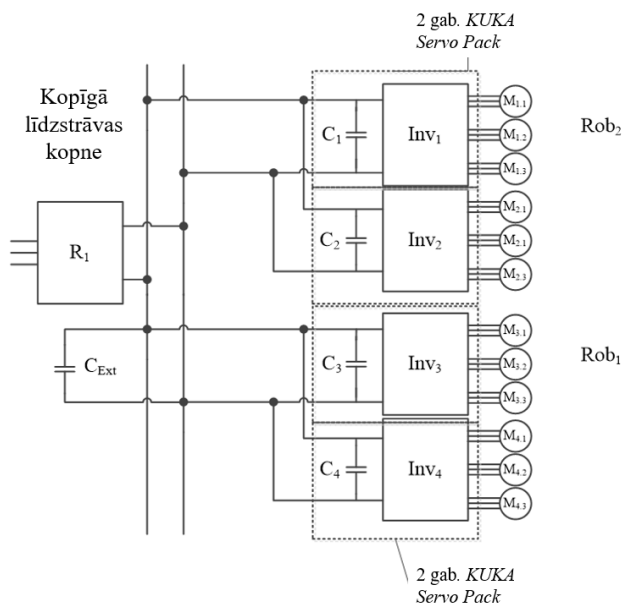 2 gab. KUKA
Servo Pack
Kopīgā
līdzstrāvas
kopne
C1
Inv1
M1.1
M1.2
M1.3
Rob2
R1
C2
Inv2
M2.1
M2.1
M2.3
CExt
C3
Inv3
M3.1
M3.2
M3.3
Rob1
C4
Inv4
M4.1
M4.2
M4.3
2 gab. KUKA
Servo Pack